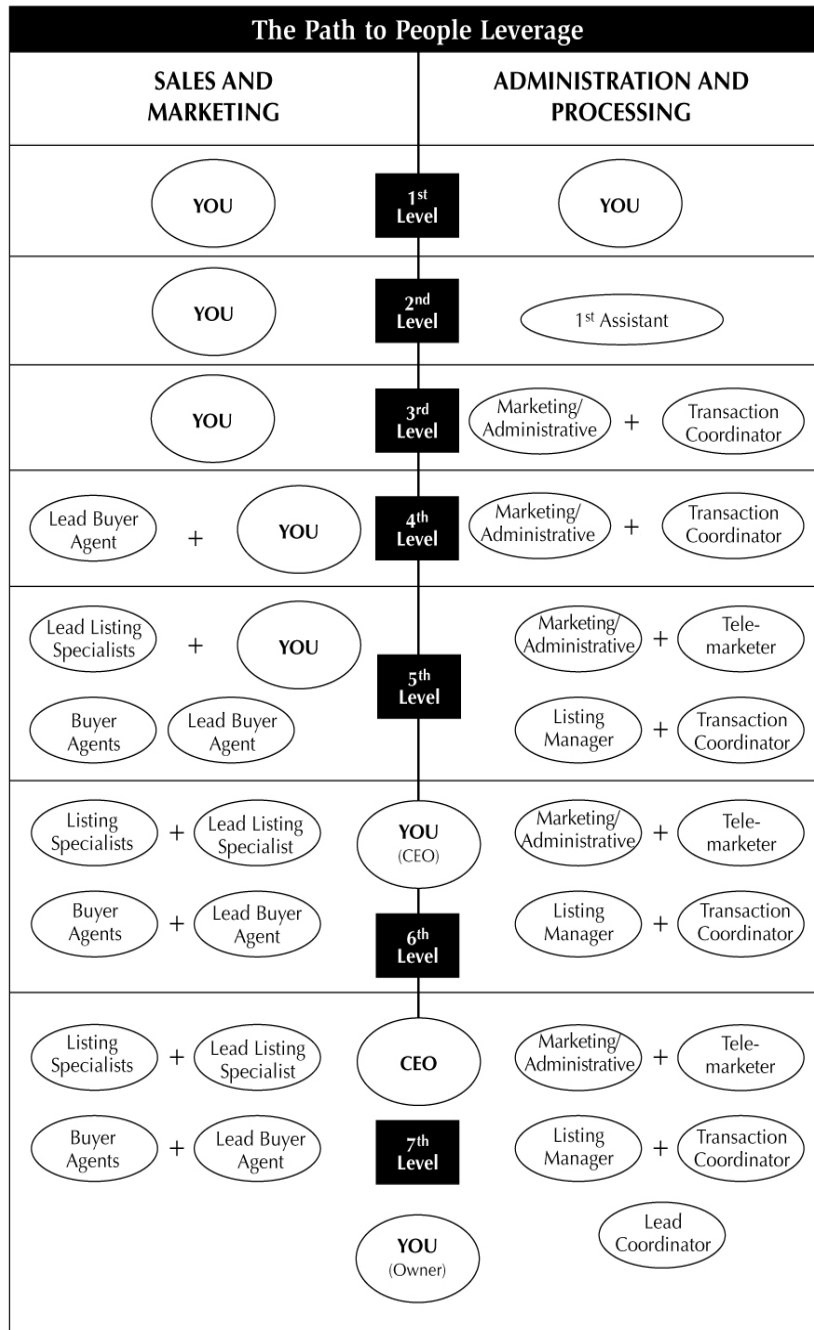 The Path to People Leverage
SALES AND
MARKETING
ADMINISTRATION AND
PROCESSING
YOU
1st
Level
YOU
YOU
2nd
Level
1st Assistant
YOU
3rd
Level
Marketing/
Administrative
+
Transaction
Coordinator
Lead Buyer
Agent
+
YOU
4th
Level
Marketing/
Administrative
+
Transaction
Coordinator
Lead Listing
Specialists
+
YOU
Buyer
Agents
Lead Buyer
Agent
5th
Level
Marketing/
Administrative
+
Tele-
marketer
Listing
Manager
+
Transaction
Coordinator
Listing
Specialists
+
Lead Listing
Specialist
YOU
(CEO)
Marketing/
Administrative
+
Tele-
marketer
Buyer
Agents
+
Lead Buyer
Agent
6th
Level
Listing
Manager
+
Transaction
Coordinator
Listing
Specialists
+
Lead Listing
Specialist
CEO
Marketing/
Administrative
+
Tele-
marketer
Buyer
Agents
+
Lead Buyer
Agent
7th
Level
Listing
Manager
+
Transaction
Coordinator
YOU
(Owner)
Lead
Coordinator